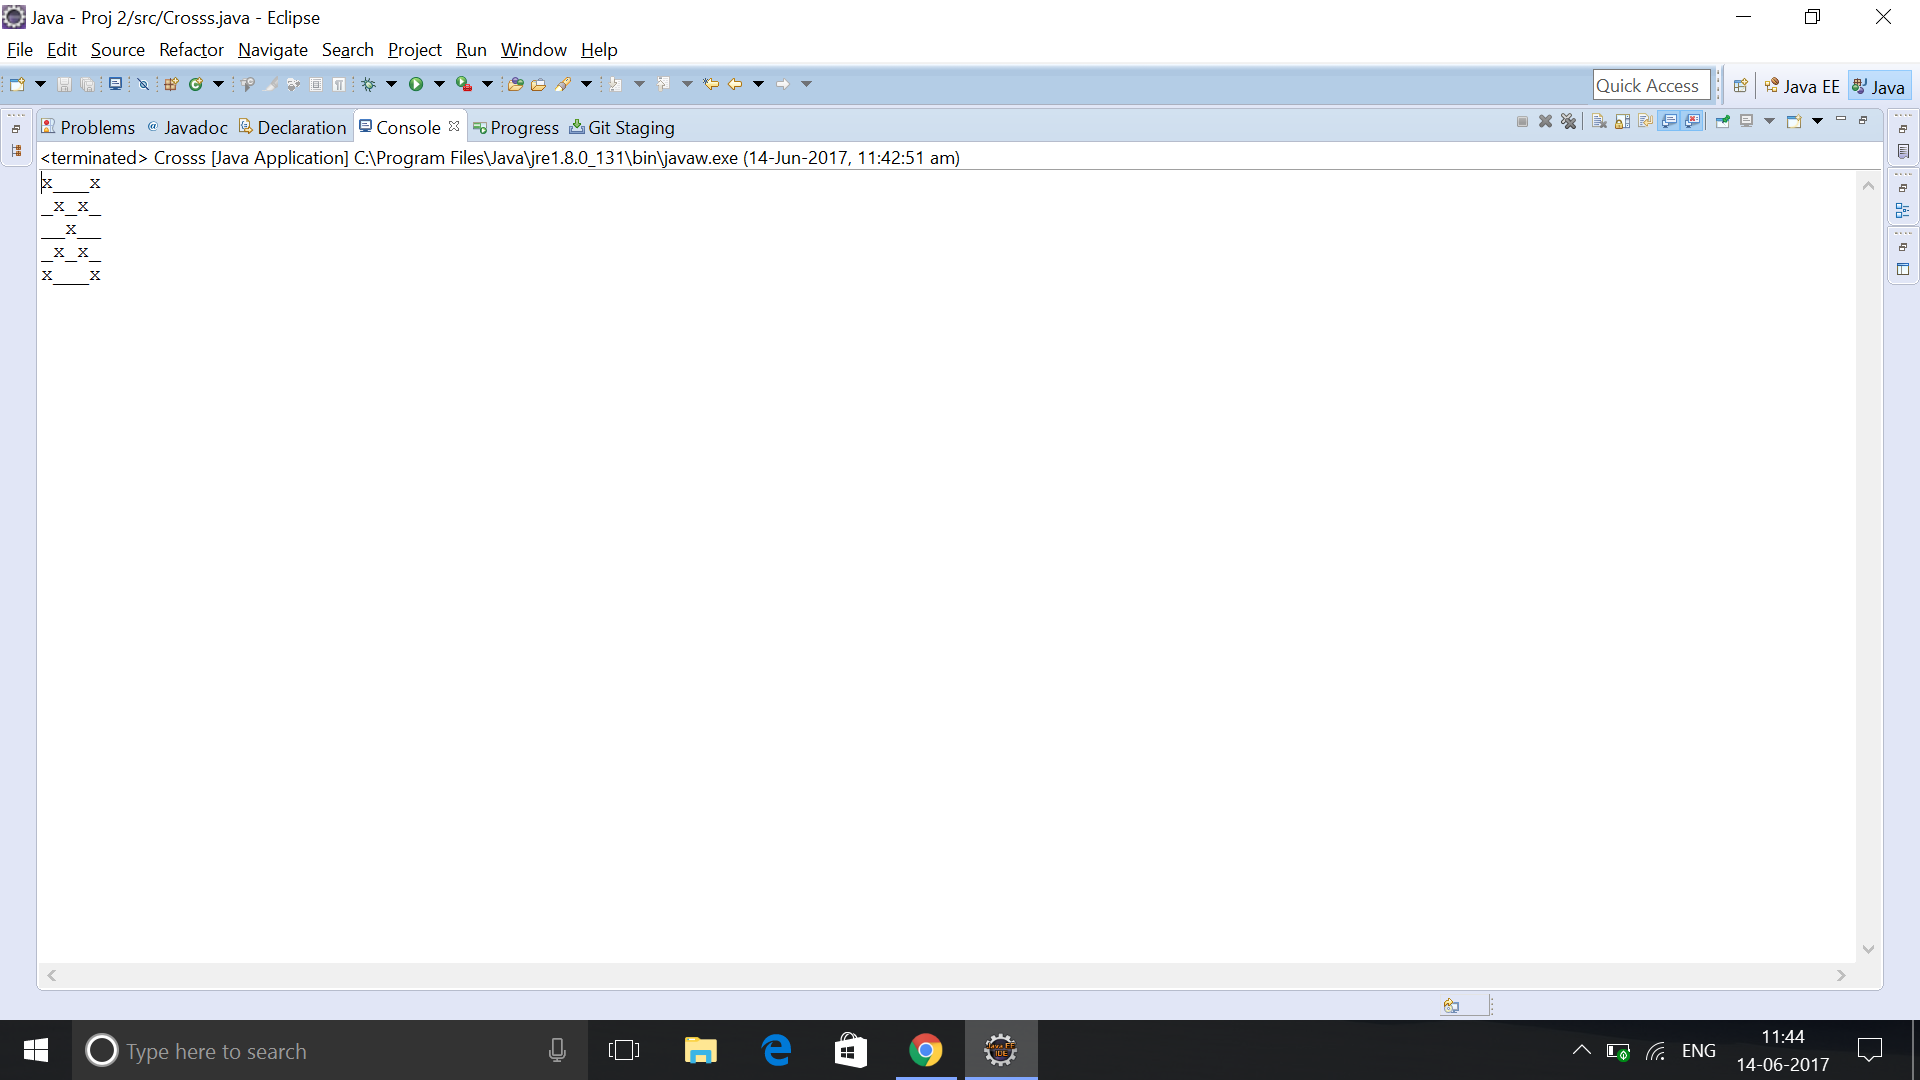 Java - Proj 2/src/Crosss.java - Eclipse
File Edit Source Refactor Navigate Search Project Run Window Help
Quick Access Java EE Java
Problems @ Javadoc Declaration Console Progress Git Staging
<terminated> Crosss [Java Application] C:\Program Files\Java\jre1.8.0_131\bin\javaw.exe (14-Jun-2017, 11:42:51 am)
x___x
_x_x_
__x__
_x_x_
x___x
Type here to search
Java EE
IDE
ENG
11:44
14-06-2017